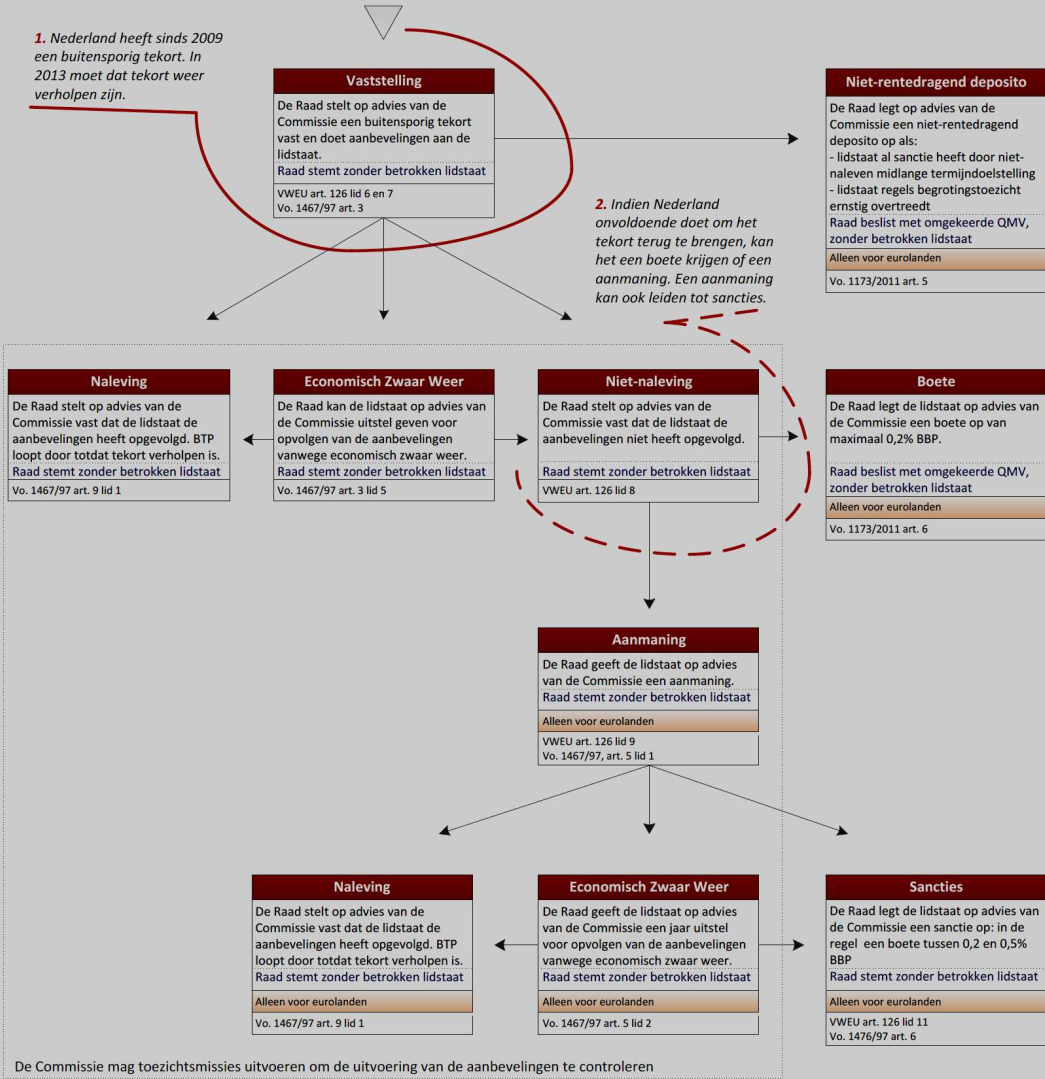 1. Nederland heeft sinds 2009
een buitensporig tekort. In
2013 moet dat tekort weer
verholpen zijn.
Vaststelling
De Raad stelt op advies van de
Commissie een buitensporig tekort
vast en doet aanbevelingen aan de
lidstaat.
Raad stemt zonder betrokken lidstaat
VWEU art. 126 lid 6 en 7
Vo. 1467/97 art. 3
Niet-rentedragend deposito
De Raad legt op advies van de
Commissie een niet-rentedragend
deposito op als:
- lidstaat al sanctie heeft door niet-
naleven midlange termijndoelstelling
- lidstaat regels begrotingstoezicht
ernstig overtreedt
Raad beslist met omgekeerde QMV,
zonder betrokken lidstaat
Alleen voor eurolanden
Vo. 1173/2011 art. 5
2. Indien Nederland
onvoldoende doet om het
tekort terug te brengen, kan
het een boete krijgen of een
aanmaning. Een aanmaning
kan ook leiden tot sancties.
Naleving
De Raad stelt op advies van de
Commissie vast dat de lidstaat de
aanbevelingen heeft opgevolgd. BTP
loopt door totdat tekort verholpen is.
Raad stemt zonder betrokken lidstaat
Vo. 1467/97 art. 9 lid 1
Economisch Zwaar Weer
De Raad kan de lidstaat op advies van
de Commissie uitstel geven voor
opvolgen van de aanbevelingen
vanwege economisch zwaar weer.
Raad stemt zonder betrokken lidstaat
Vo. 1467/97 art. 3 lid 5
Niet-naleving
De Raad stelt op advies van de
Commissie vast dat de lidstaat de
aanbevelingen niet heeft opgevolgd.
Raad stemt zonder betrokken lidstaat
VWEU art. 126 lid 8
Boete
De Raad legt de lidstaat op advies van
de Commissie een boete op van
maximaal 0,2% BBP.
Raad beslist met omgekeerde QMV,
zonder betrokken lidstaat
Alleen voor eurolanden
Vo. 1173/2011 art. 6
Aanmaning
De Raad geeft de lidstaat op advies
van de Commissie een aanmaning.
Raad stemt zonder betrokken lidstaat
Alleen voor eurolanden
VWEU art. 126 lid 9
Vo. 1467/97, art. 5 lid 1
Naleving
De Raad stelt op advies van de
Commissie vast dat de lidstaat de
aanbevelingen heeft opgevolgd. BTP
loopt door totdat tekort verholpen is.
Raad stemt zonder betrokken lidstaat
Alleen voor eurolanden
Vo. 1467/97 art. 9 lid 1
Economisch Zwaar Weer
De Raad geeft de lidstaat op advies
van de Commissie een jaar uitstel
voor opvolgen van de aanbevelingen
vanwege economisch zwaar weer.
Raad stemt zonder betrokken lidstaat
Alleen voor eurolanden
Vo. 1467/97 art. 5 lid 2
Sancties
De Raad legt de lidstaat op advies van
de Commissie een sanctie op: in de
regel een boete tussen 0,2 en 0,5%
BBP
Raad stemt zonder betrokken lidstaat
Alleen voor eurolanden
VWEU art. 126 lid 11
Vo. 1476/97 art. 6
De Commissie mag toezichtsmissies uitvoeren om de uitvoering van de aanbevelingen te controleren